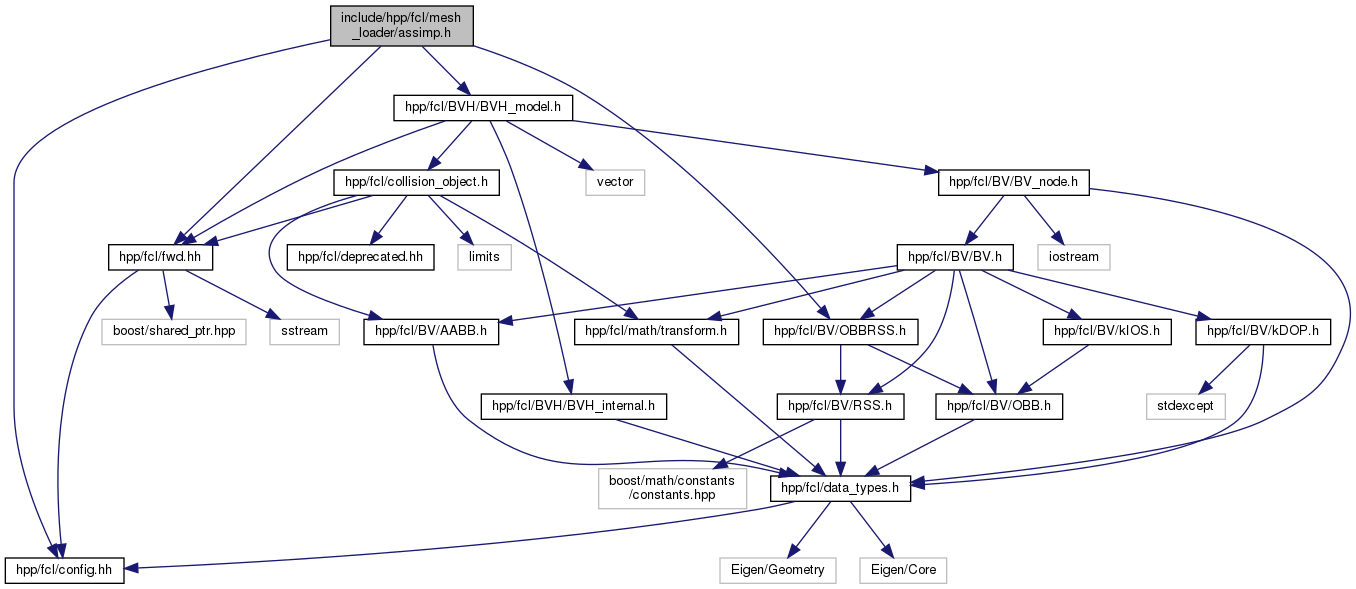 include/hpp/fcl/mesh
_loader/assimp.h
hpp/fcl/BVH/BVH_model.h
hpp/fcl/collision_object.h
vector
hpp/fcl/BV/BV_node.h
hpp/fcl/fwd.hh
hpp/fcl/deprecated.hh
limits
hpp/fcl/BV/BV.h
iostream
boost/shared_ptr.hpp
sstream
hpp/fcl/BV/AABB.h
hpp/fcl/math/transform.h
hpp/fcl/BV/OBBRSS.h
hpp/fcl/BV/kIOS.h
hpp/fcl/BV/kDOP.h
hpp/fcl/BVH/BVH_internal.h
hpp/fcl/BV/RSS.h
hpp/fcl/BV/OBB.h
stdexcept
boost/math/constants
/constants.hpp
hpp/fcl/data_types.h
hpp/fcl/config.hh
Eigen/Geometry
Eigen/Core